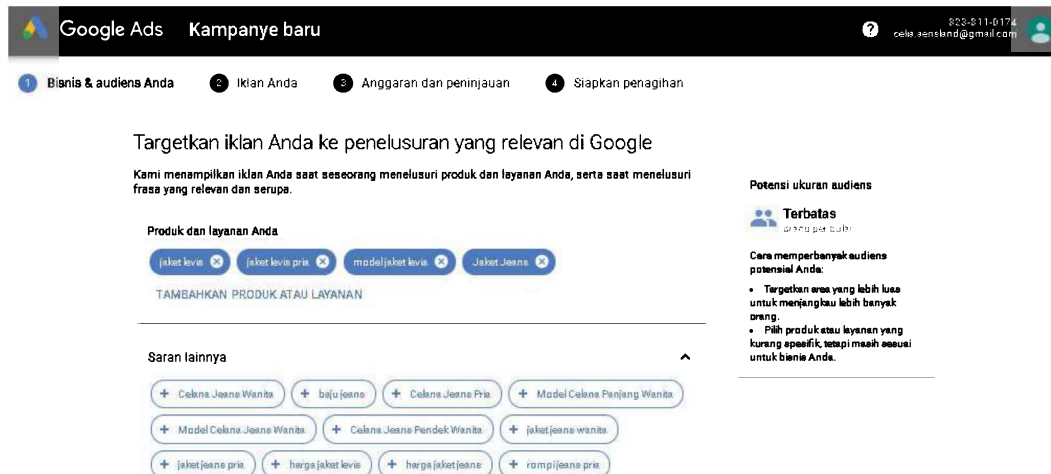 Google Ads Kampanye baru
823-811-0174
celia.aensland@gmail.com
1 Bisnis & audiens Anda 2 Iklan Anda 3 Anggaran dan peninjauan 4 Siapkan penagihan
Targetkan iklan Anda ke penelusuran yang relevan di Google
Kami menampilkan iklan Anda saat seseorang menelusuri produk dan layanan Anda, serta saat menelusuri
frasa yang relevan dan serupa.
Produk dan layanan Anda
jaket levis jaket levis pria model jaket levis Jaket Jeans
TAMBAHKAN PRODUK ATAU LAYANAN
Saran lainnya
+ Celana Jeans Wanita + baju jeans + Celana Jeans Pria + Model Celana Panjang Wanita
+ Model Celana Jeans Wanita + Celana Jeans Pendek Wanita + jaket jeans wanita
+ jaket jeans pria + harga jaket levis + harga jaket jeans + rompi jeans pria
Potensi ukuran audiens
Terbatas
orang per bulan
Cara memperbanyak audiens
potensial Anda:
• Targetkan area yang lebih luas
untuk menjangkau lebih banyak
orang.
• Pilih produk atau layanan yang
kurang spesifik, tetapi masih sesuai
untuk bisnis Anda.